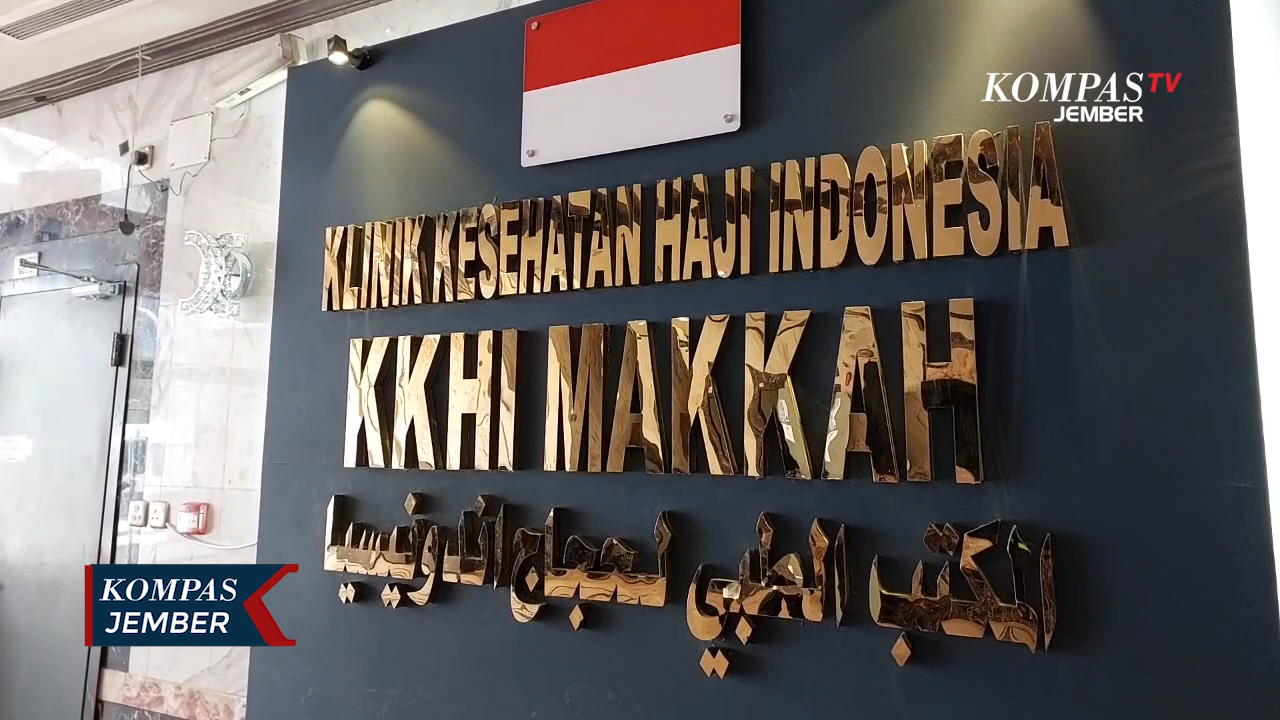 KOMPAS TV
JEMBER
KLINIK KESEHATAN HAJI INDONESIA
KKHI MAKKAH
المكتب الطبي لحجاج اندونيسيا
KOMPAS
JEMBER